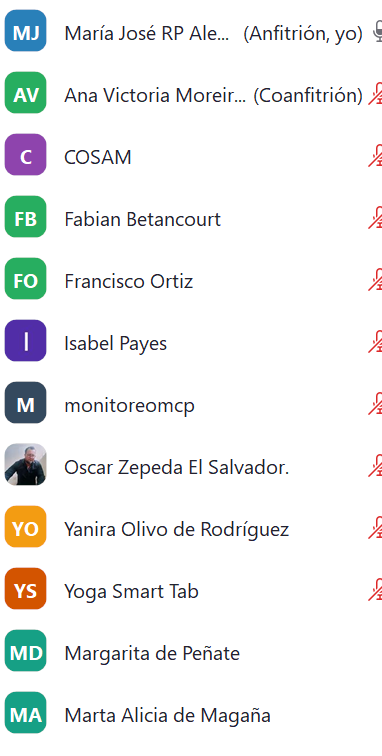 MJ María José RP Ale... (Anfitrión, yo)
AV Ana Victoria Moreir... (Coanfitrión)
C COSAM
FB Fabian Betancourt
FO Francisco Ortiz
I Isabel Payes
M monitoreomcp
Oscar Zepeda El Salvador.
YO Yanira Olivo de Rodríguez
YS Yoga Smart Tab
MD Margarita de Peñate
MA Marta Alicia de Magaña